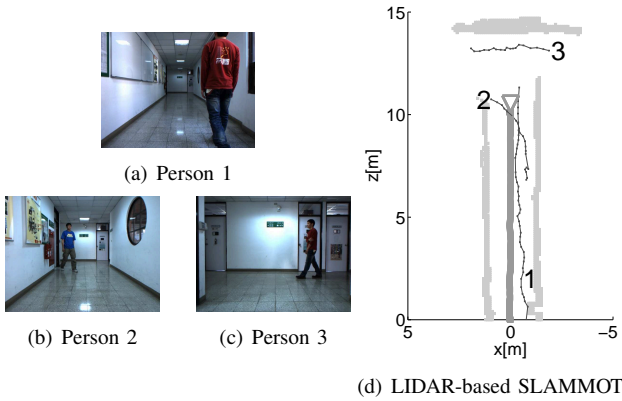 (a) Person 1
(b) Person 2
(c) Person 3
15
10
5
0
z[m]
5
0
−5
x[m]
1
2
3
(d) LIDAR-based SLAMMOT